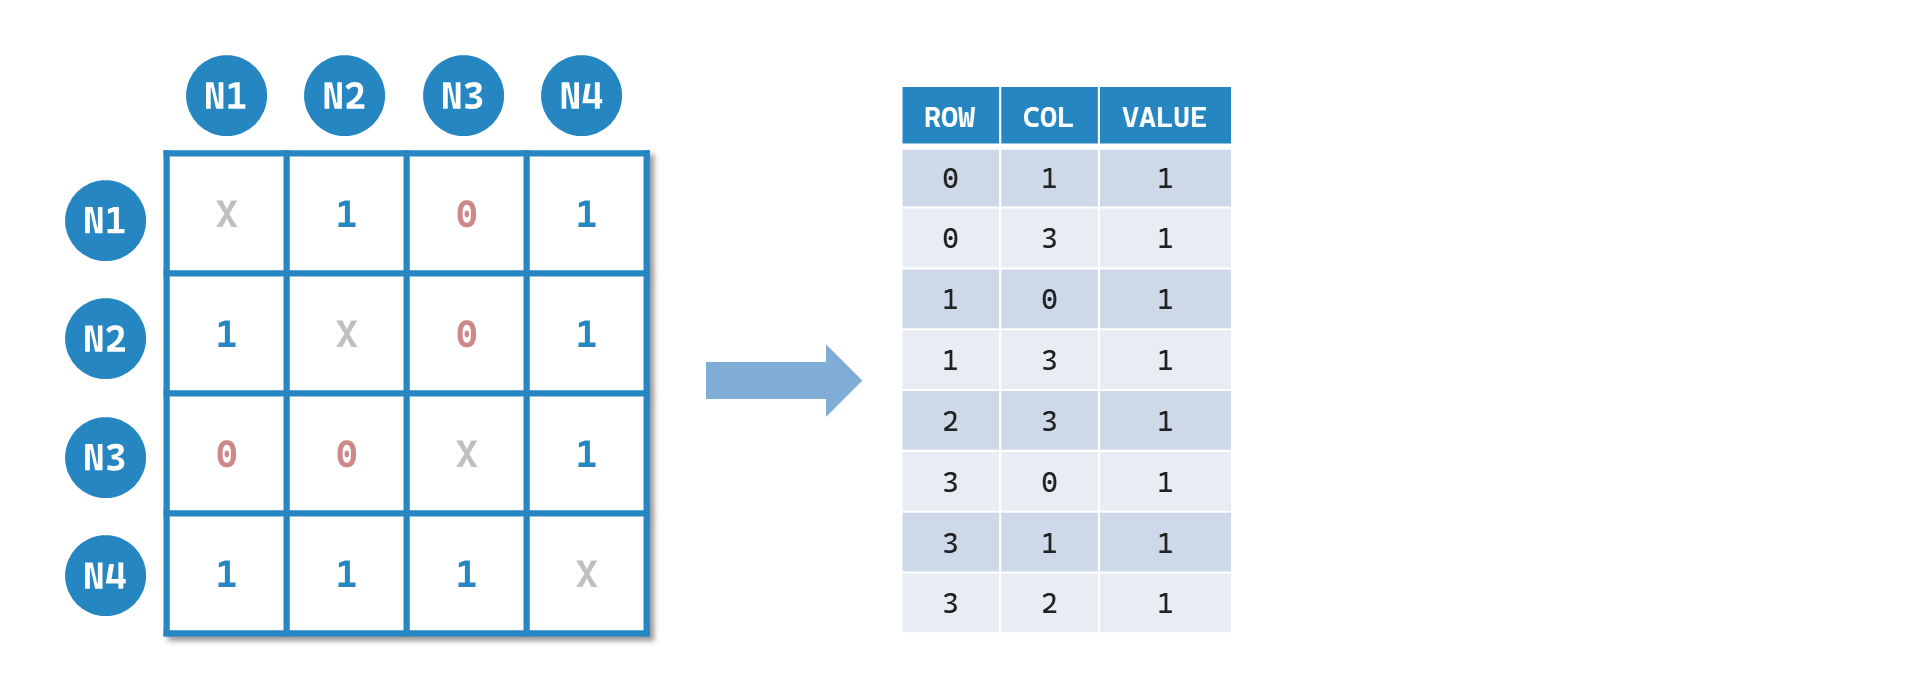 N1 N2 N3 N4
N1 X 1 0 1
N2 1 X 0 1
N3 0 0 X 1
N4 1 1 1 X
ROW COL VALUE
0 1 1
0 3 1
1 0 1
1 3 1
2 3 1
3 0 1
3 1 1
3 2 1